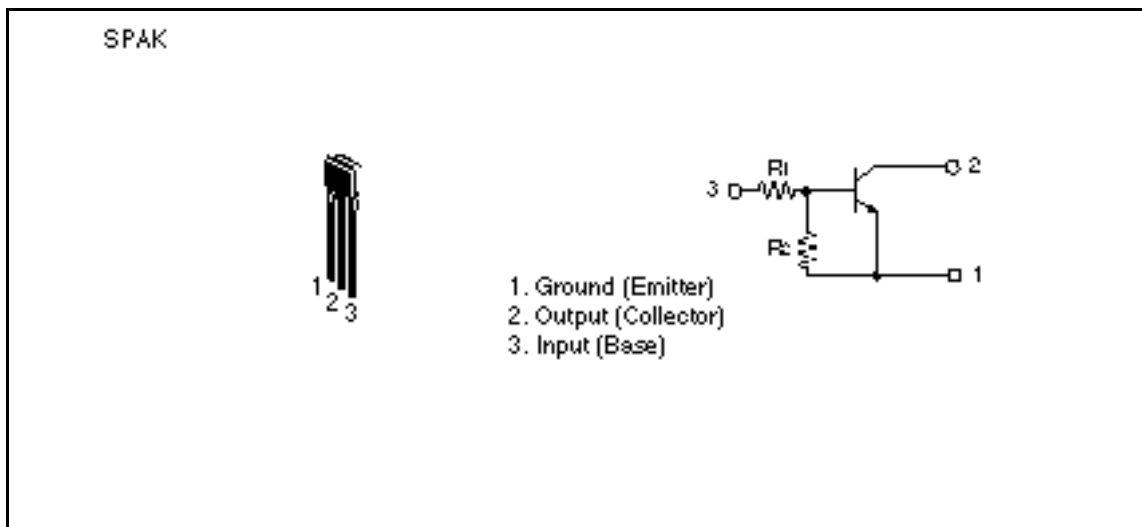 SPAK
1
2
3
1. Ground (Emitter)
2. Output (Collector)
3. Input (Base)
R1
3
2
R2
1